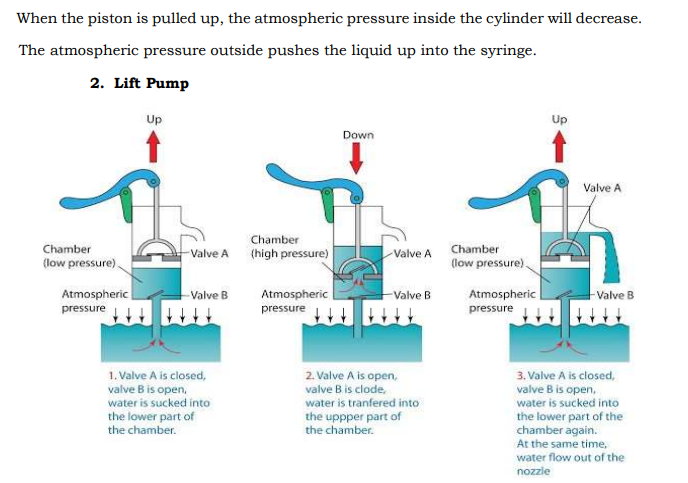 When the piston is pulled up, the atmospheric pressure inside the cylinder will decrease.
The atmospheric pressure outside pushes the liquid up into the syringe.
2. Lift Pump
Up
Chamber
(low pressure)
Valve A
Atmospheric
pressure
Valve B
1. Valve A is closed,
valve B is open,
water is sucked into
the lower part of
the chamber.
Down
Chamber
(high pressure)
Valve A
Atmospheric
pressure
Valve B
2. Valve A is open,
valve B is clode,
water is tranfered into
the uppper part of
the chamber.
Up
Valve A
Chamber
(low pressure)
Atmospheric
pressure
Valve B
3. Valve A is closed,
valve B is open,
water is sucked into
the lower part of the
chamber again.
At the same time,
water flow out of the
nozzle